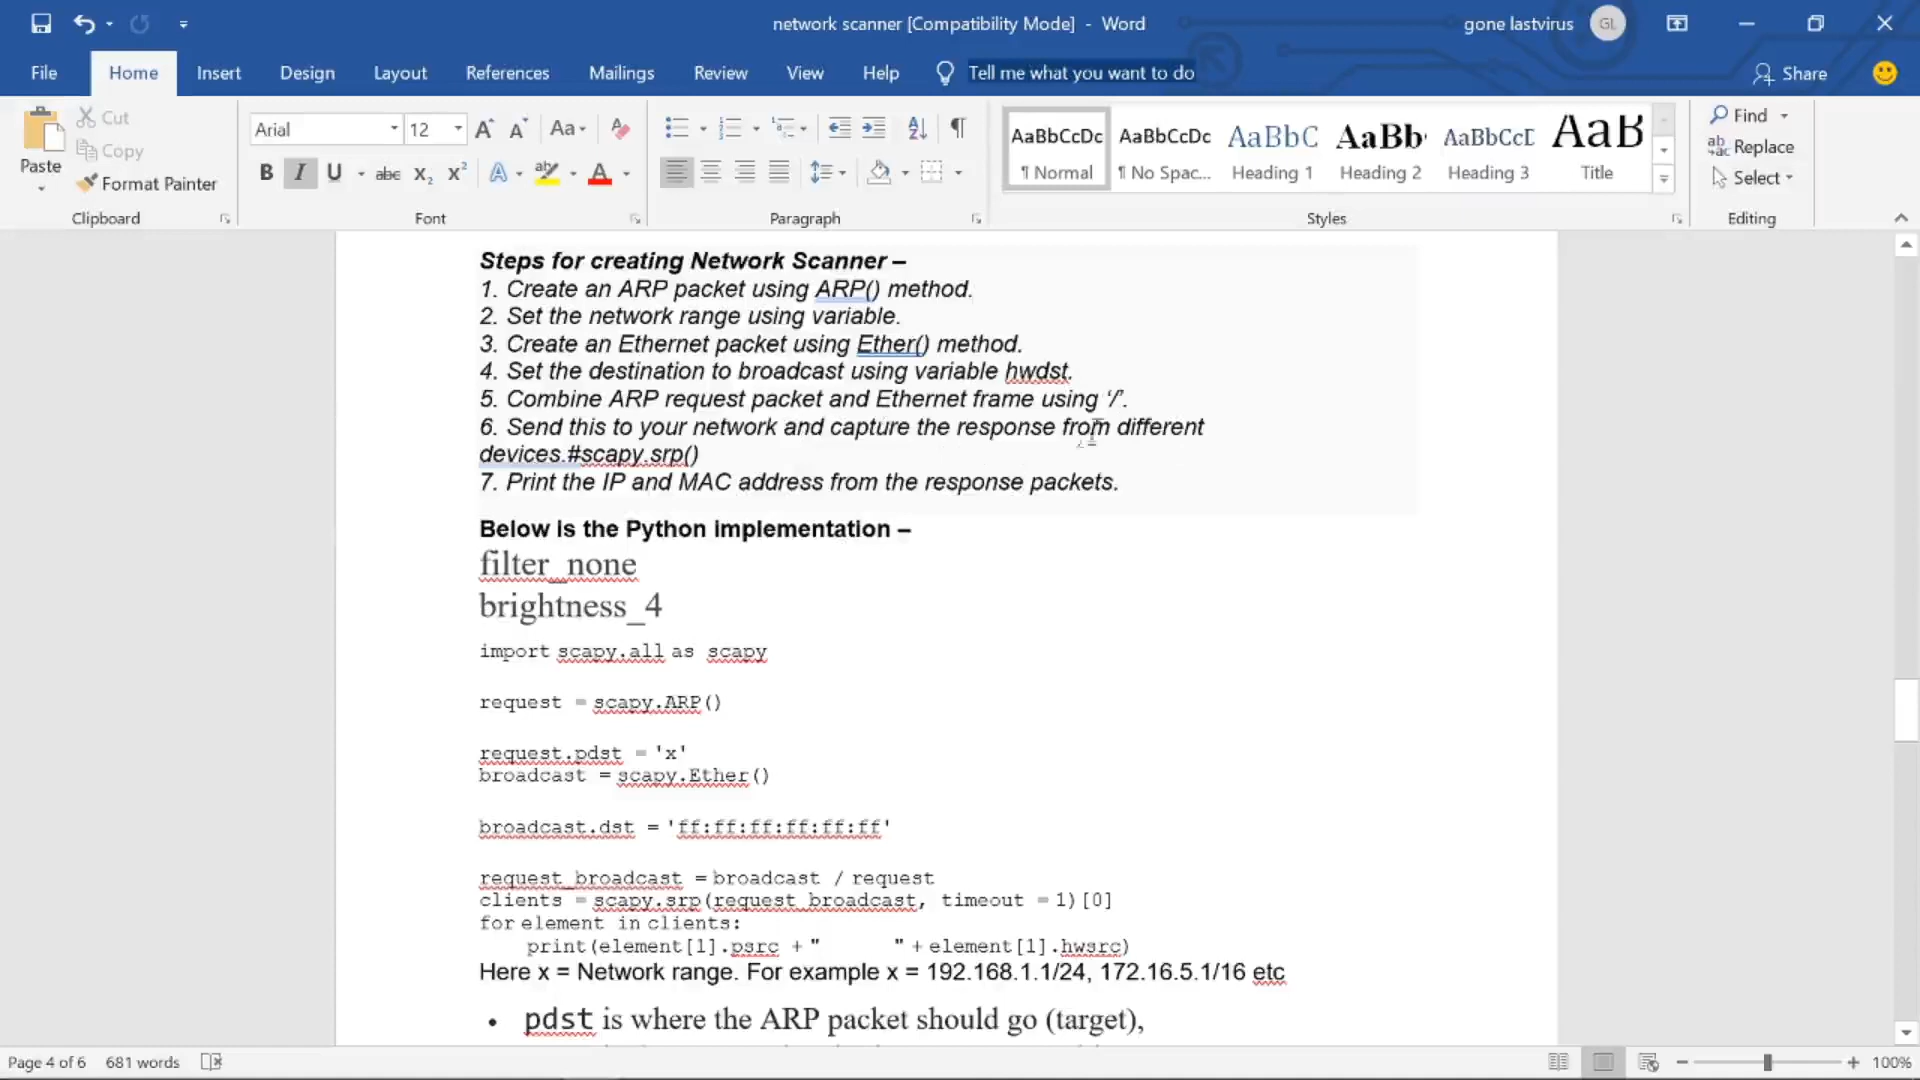 network scanner [Compatibility Mode] - Word
gone lastvirus
GL
File Home Insert Design Layout References Mailings Review View Help Tell me what you want to do
Share
Paste
Cut
Copy
Format Painter
Clipboard
Arial 12
Font
Paragraph
AaBbCcDc AaBbCcDc AaBbC AaBb AaBbCcD AaB
¶ Normal ¶ No Spac... Heading 1 Heading 2 Heading 3 Title
Styles
Find
Replace
Select
Editing
Steps for creating Network Scanner –
1. Create an ARP packet using ARP() method.
2. Set the network range using variable.
3. Create an Ethernet packet using Ether() method.
4. Set the destination to broadcast using variable hwdst.
5. Combine ARP request packet and Ethernet frame using ‘/’.
6. Send this to your network and capture the response from different
devices.#scapy.srp()
7. Print the IP and MAC address from the response packets.
Below is the Python implementation –
filter_none
brightness_4
import scapy.all as scapy
request = scapy.ARP()
request.pdst = 'x'
broadcast = scapy.Ether()
broadcast.dst = 'ff:ff:ff:ff:ff:ff'
request_broadcast = broadcast / request
clients = scapy.srp(request_broadcast, timeout = 1)[0]
for element in clients:
print(element[1].psrc + "      " + element[1].hwsrc)
Here x = Network range. For example x = 192.168.1.1/24, 172.16.5.1/16 etc
• pdst is where the ARP packet should go (target),
Page 4 of 6 681 words
100%